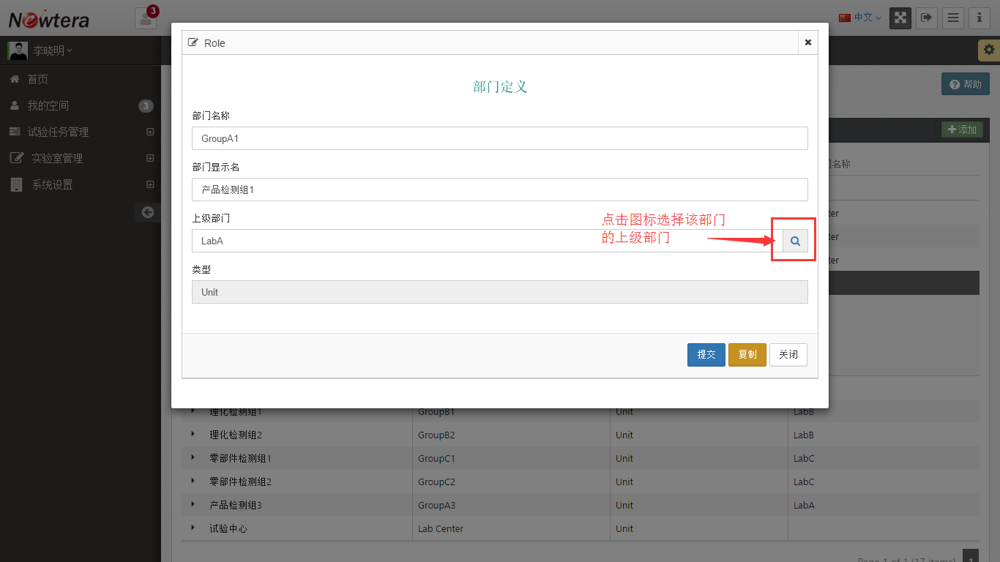 Newtera
3
中文
李晓明
首页
我的空间
3
试验任务管理
实验室管理
系统设置
帮助
添加
门名称
ter
ter
ter
Role
部门定义
部门名称
GroupA1
部门显示名
产品检测组1
上级部门
LabA
点击图标选择该部门
的上级部门
类型
Unit
提交
复制
关闭
理化检测组1 GroupB1 Unit LabB
理化检测组2 GroupB2 Unit LabB
零部件检测组1 GroupC1 Unit LabC
零部件检测组2 GroupC2 Unit LabC
产品检测组3 GroupA3 Unit LabA
试验中心 Lab Center Unit
Page 1 of 1 (17 items) 1